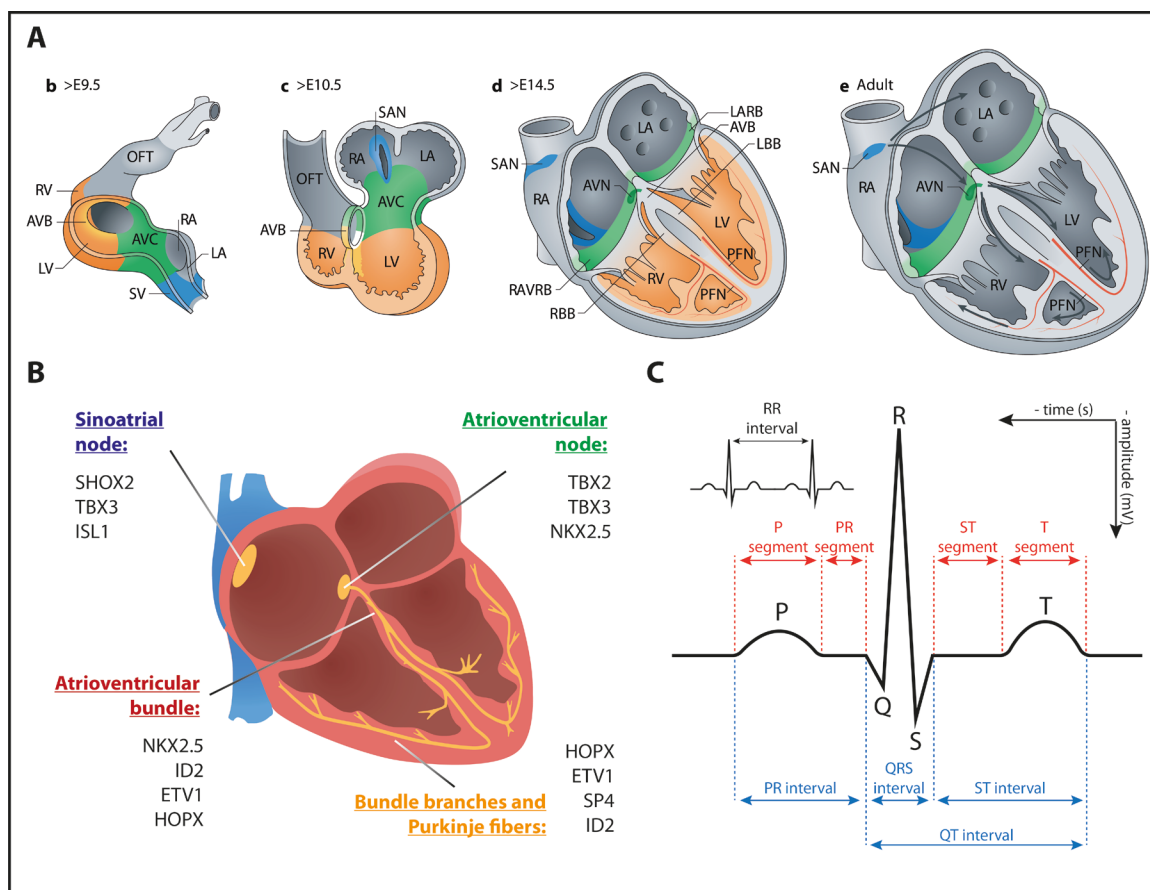 A
b >E9.5
OFT
RV
AVB
RA
AVC
LA
LV
SV
c >E10.5
SAN
RA
LA
OFT
AVC
AVB
RV
LV
d >E14.5
LARB
AVB
LBB
LA
SAN
AVN
RA
LV
PFN
RAVRB
RV
PFN
RBB
e Adult
LA
SAN
AVN
RA
LV
PFN
RV
PFN
B
Sinoatrial
node:
SHOX2
TBX3
ISL1
Atrioventricular
node:
TBX2
TBX3
NKX2.5
Atrioventricular
bundle:
NKX2.5
ID2
ETV1
HOPX
Bundle branches and
Purkinje fibers:
HOPX
ETV1
SP4
ID2
C
RR
interval
R
- time (s)
- amplitude (mV)
P
segment
PR
segment
ST
segment
T
segment
P
T
Q
S
PR interval
QRS
interval
ST interval
QT interval